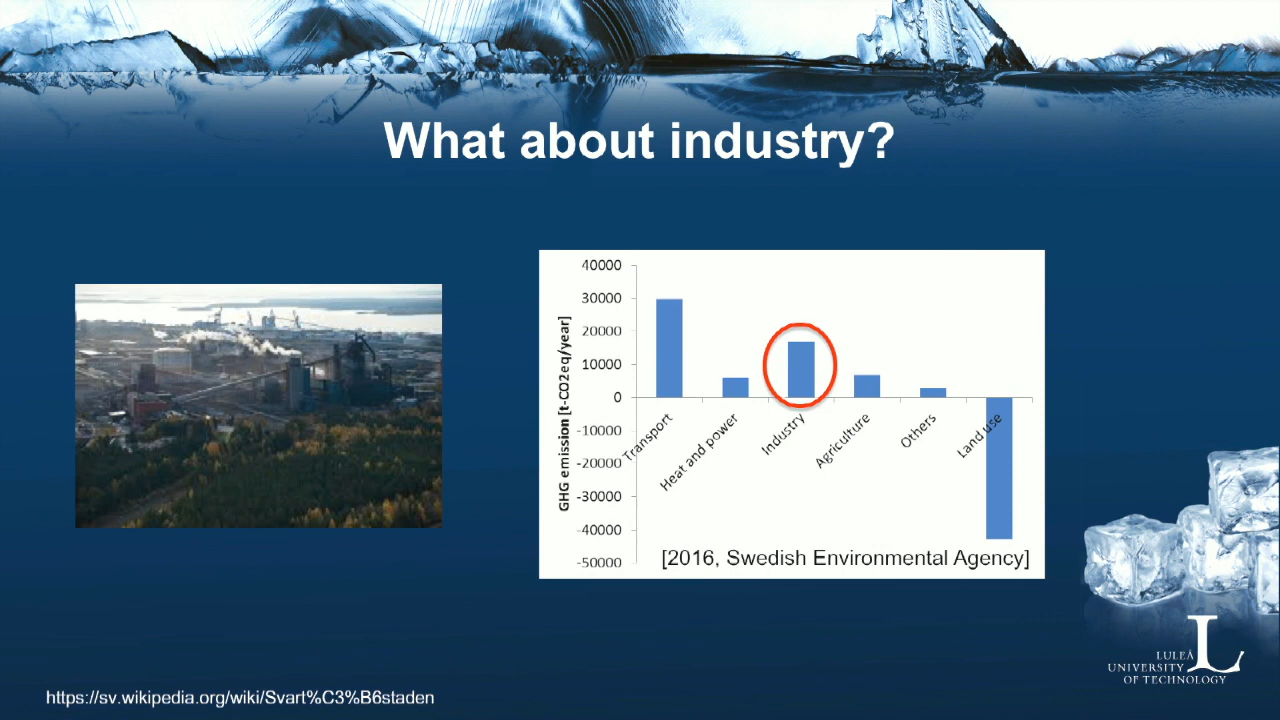 What about industry?
40000
30000
20000
10000
0
-10000
-20000
-30000
-40000
-50000
GHG emission [t-CO2eq/year]
Transport
Heat and power
Industry
Agriculture
Others
Land use
[2016, Swedish Environmental Agency]
LULEÅ
UNIVERSITY
OF TECHNOLOGY
L
https://sv.wikipedia.org/wiki/Svart%C3%B6staden